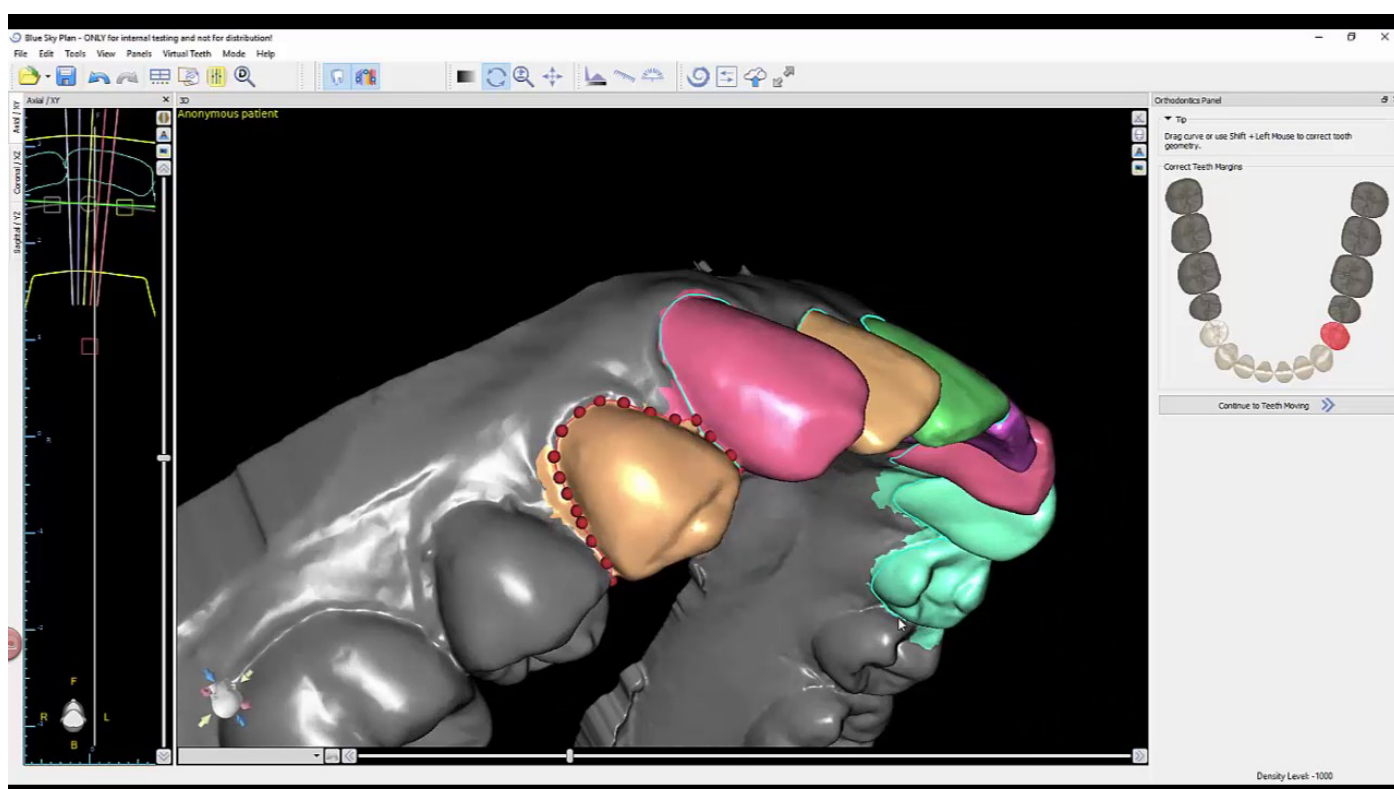 Blue Sky Plan - ONLY for internal testing and not for distribution!
File Edit Tools View Panels Virtual Teeth Mode Help
Axial / XY
3D
Orthodontics Panel
Axial / XY
Coronal / XZ
Sagittal / YZ
Anonymous patient
Tip
Drag curve or use Shift + Left Mouse to correct tooth
geometry.
Correct Teeth Margins
Continue to Teeth Moving
F
R L
B
Density Level: -1000